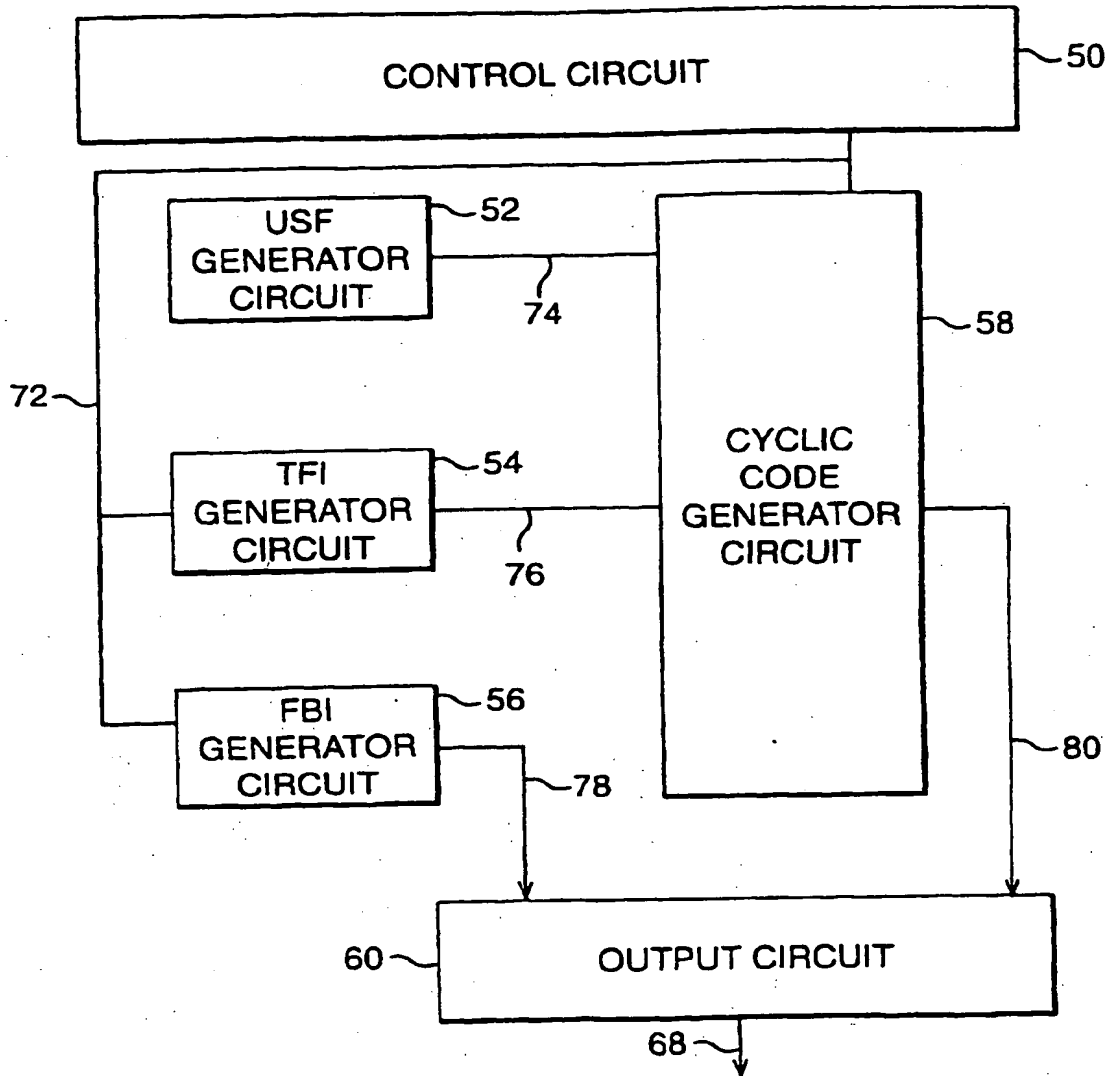 CONTROL CIRCUIT
50
USF
GENERATOR
CIRCUIT
52
74
58
72
TFI
GENERATOR
CIRCUIT
54
76
CYCLIC
CODE
GENERATOR
CIRCUIT
FBI
GENERATOR
CIRCUIT
56
78
80
60
OUTPUT CIRCUIT
68